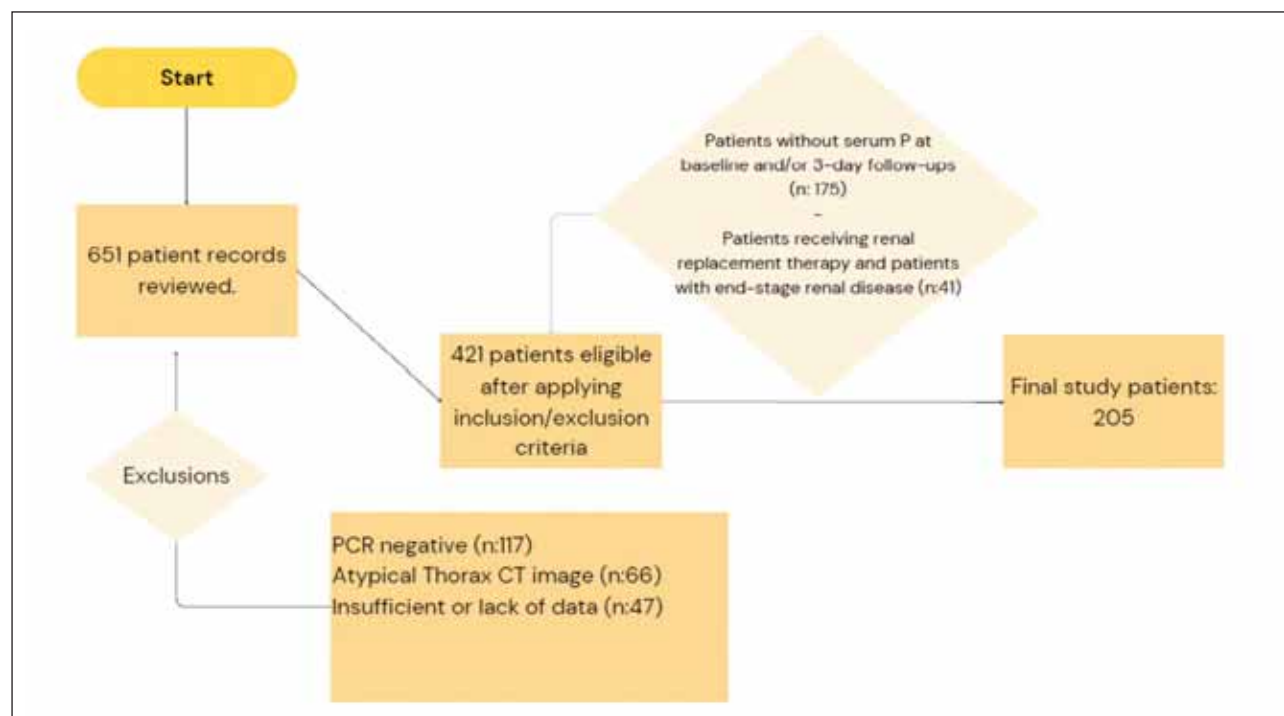 Start
651 patient records
reviewed.
Patients without serum P at
baseline and/or 3-day follow-ups
(n: 175)
-
Patients receiving renal
replacement therapy and patients
with end-stage renal disease (n:41)
421 patients eligible
after applying
inclusion/exclusion
criteria
Final study patients:
205
Exclusions
PCR negative (n:117)
Atypical Thorax CT image (n:66)
Insufficient or lack of data (n:47)